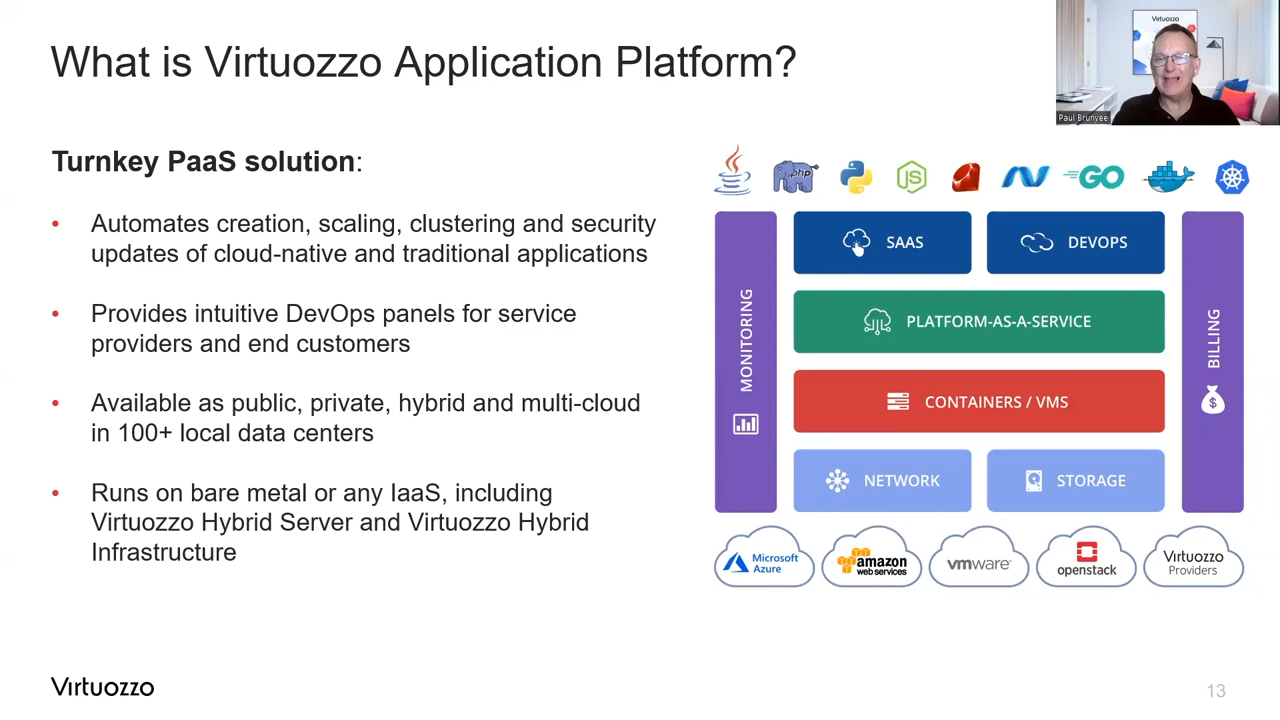 What is Virtuozzo Application Platform?
Virtuozzo
Paul Brunyee
Turnkey PaaS solution:
• Automates creation, scaling, clustering and security
updates of cloud-native and traditional applications
• Provides intuitive DevOps panels for service
providers and end customers
• Available as public, private, hybrid and multi-cloud
in 100+ local data centers
• Runs on bare metal or any IaaS, including
Virtuozzo Hybrid Server and Virtuozzo Hybrid
Infrastructure
php
JS
GO
MONITORING
SAAS
DEVOPS
PLATFORM-AS-A-SERVICE
CONTAINERS / VMS
NETWORK
STORAGE
BILLING
$
Microsoft
Azure
amazon
web services
vmware
openstack
Virtuozzo
Providers
Virtuozzo
13